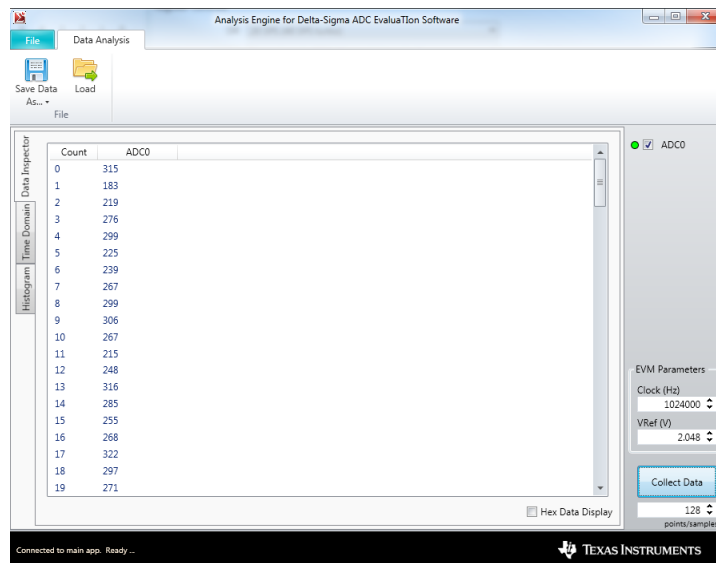 Analysis Engine for Delta-Sigma ADC EvaluaTIon Software
File Data Analysis
Save Data As... Load
File
Data Inspector
Time Domain
Histogram
Count ADC0
0 315
1 183
2 219
3 276
4 299
5 225
6 239
7 267
8 299
9 306
10 267
11 215
12 248
13 316
14 285
15 255
16 268
17 322
18 297
19 271
Hex Data Display
ADC0
EVM Parameters
Clock (Hz)
1024000
VRef (V)
2.048
Collect Data
128
points/sample
Connected to main app. Ready ...
TEXAS INSTRUMENTS